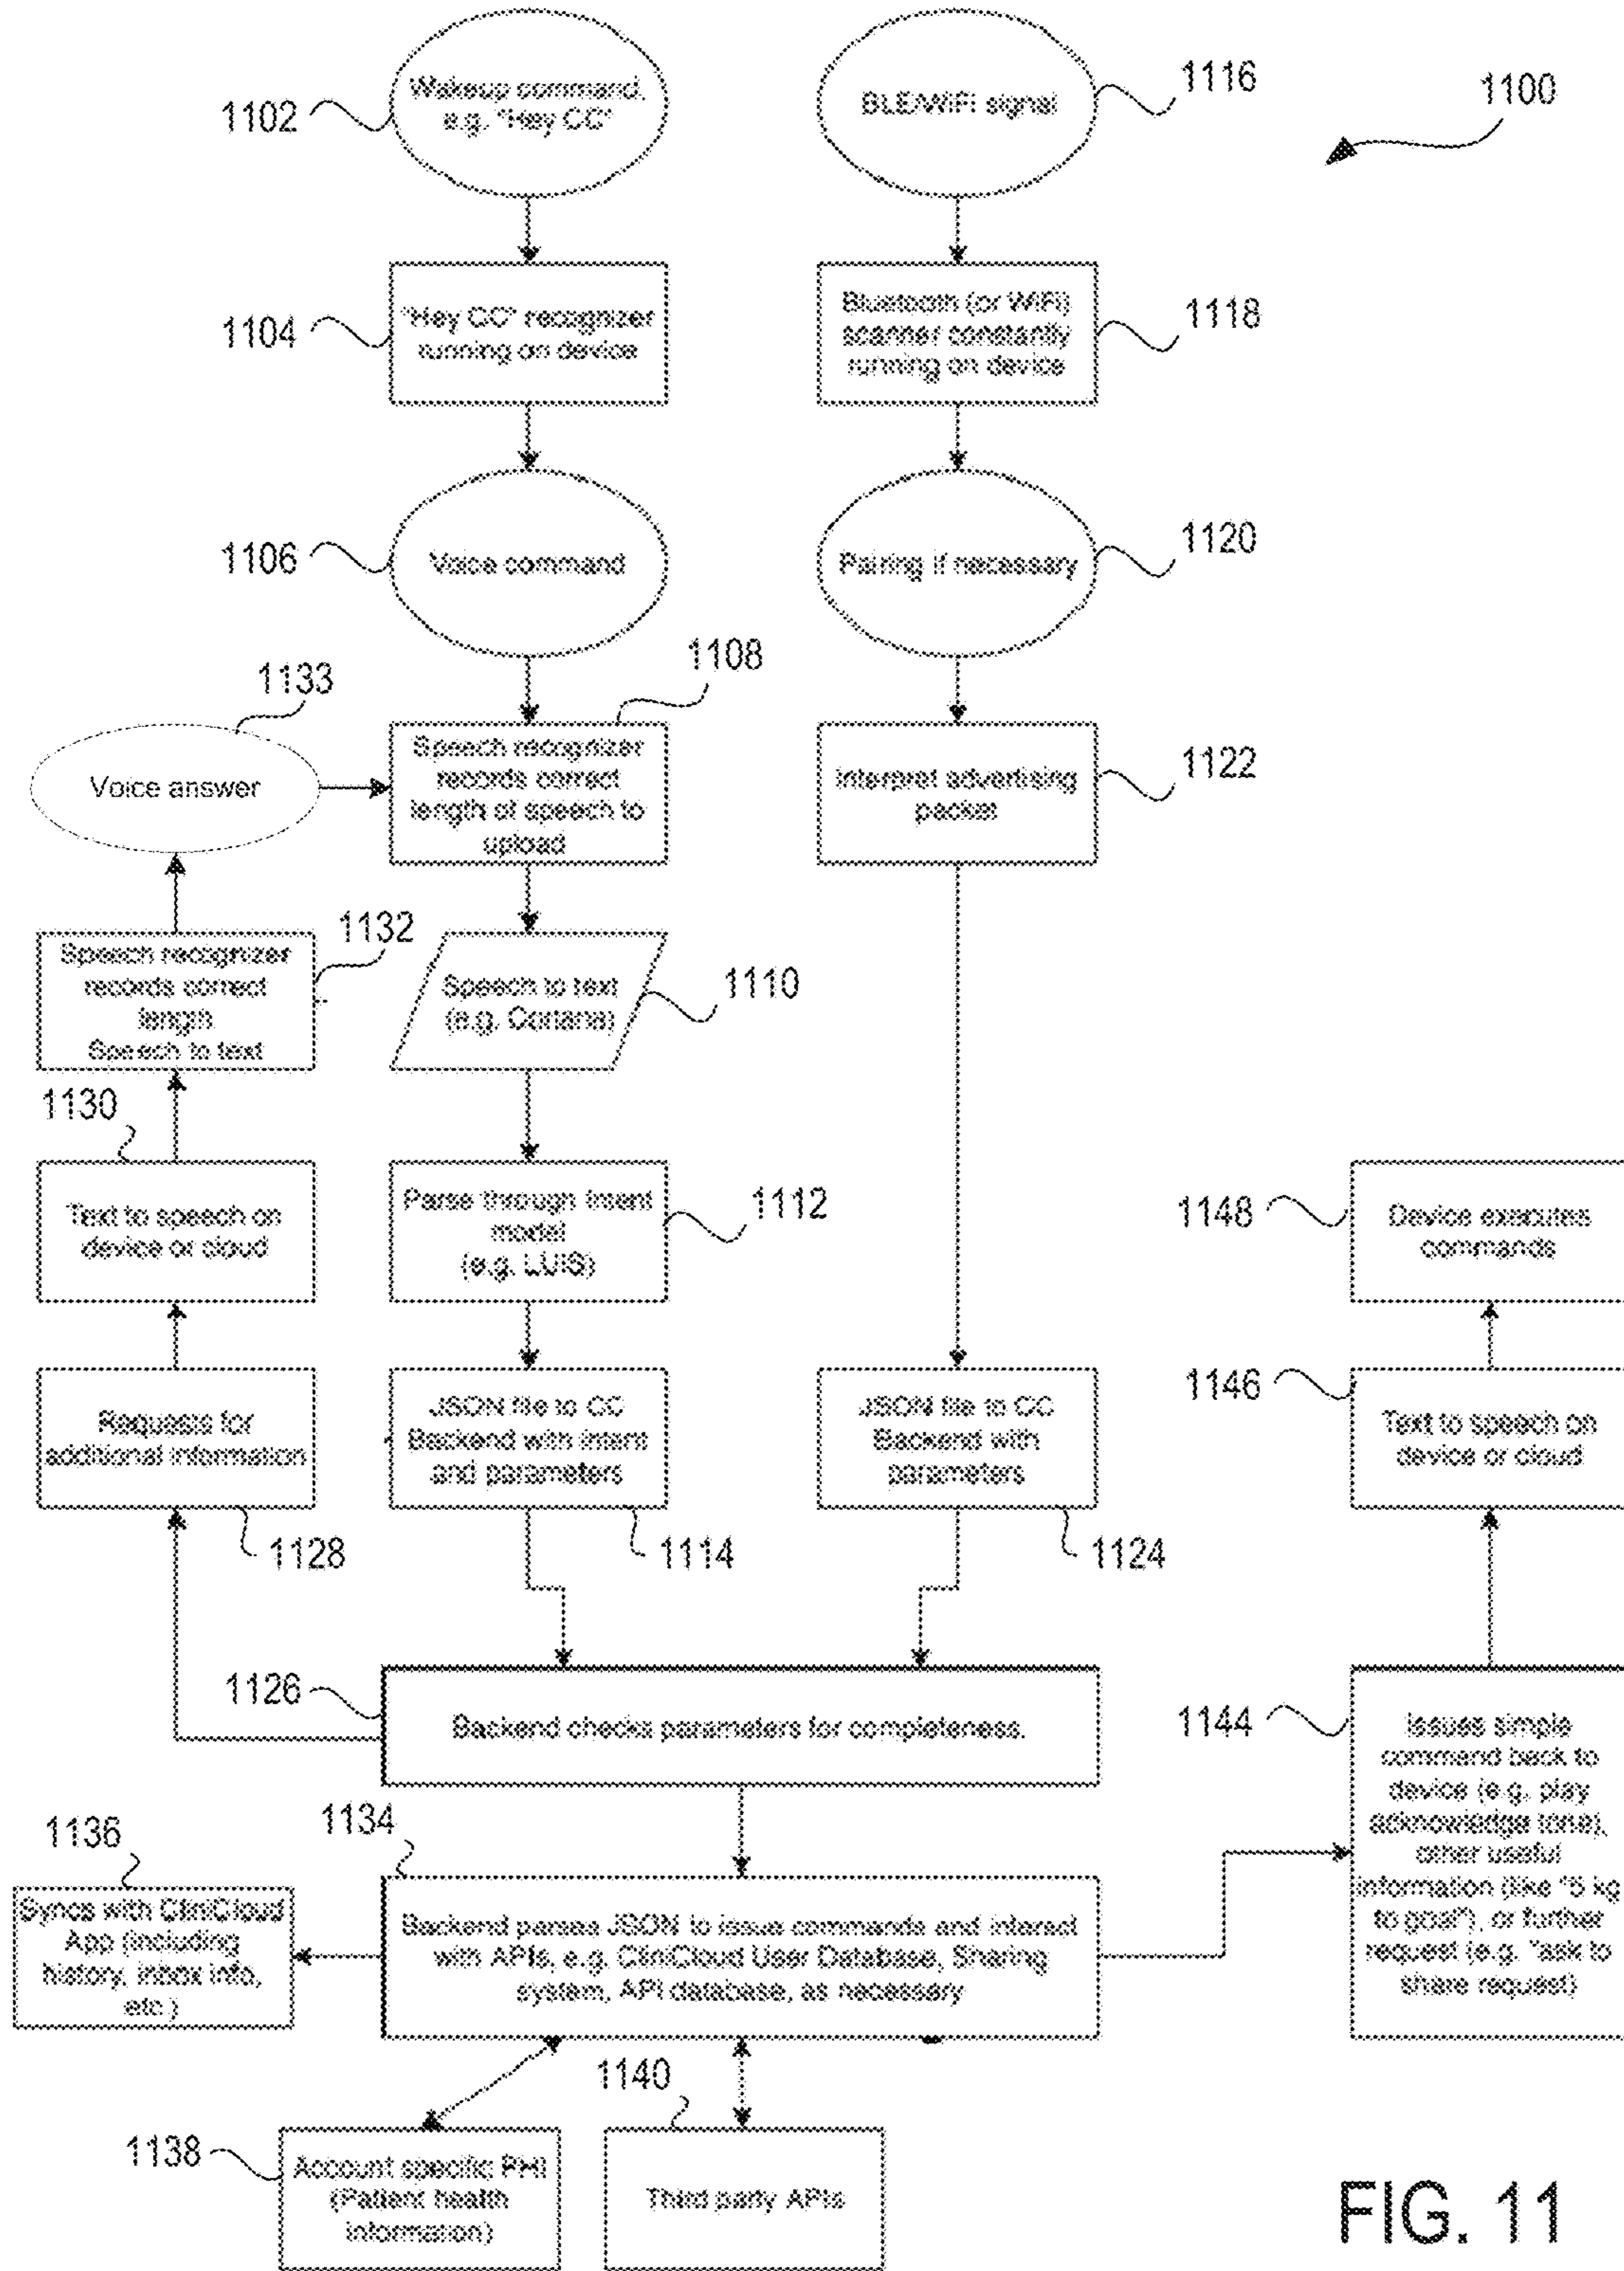 1102
Wakeup command,
e.g. "Hey CC"
BLE/WiFi signal
1116
1100
1104
"Hey CC" recognizer
running on device
Bluetooth (or WiFi)
scanner constantly
running on device
1118
1106
Voice command
Pairing if necessary
1120
1133
Voice answer
1108
Speech recognizer
records correct
length of speech to
upload
Interpret advertising
packet
1122
1132
Speech recognizer
records correct
length.
Speech to text
Speech to text
(e.g. Cortana)
1110
1130
Text to speech on
device or cloud
Parse through Intent
model
(e.g. LUIS)
1112
1148
Device executes
commands
Requests for
additional information
1128
JSON file to CC
Backend with intent
and parameters
1114
JSON file to CC
Backend with
parameters
1124
1146
Text to speech on
device or cloud
1126
Backend checks parameters for completeness.
1144
Issues simple
command back to
device (e.g. play
acknowledge tone),
other useful
information (like "5 kg
to goal"), or further
request (e.g. "ask to
share request)
1136
Syncs with CliniCloud
App (including
history, inbox info,
etc.)
1134
Backend parses JSON to issue commands and interact
with APIs, e.g. CliniCloud User Database, Sharing
system, API database, as necessary
1138
Account specific PHI
(Patient health
information)
1140
Third party APIs
FIG. 11